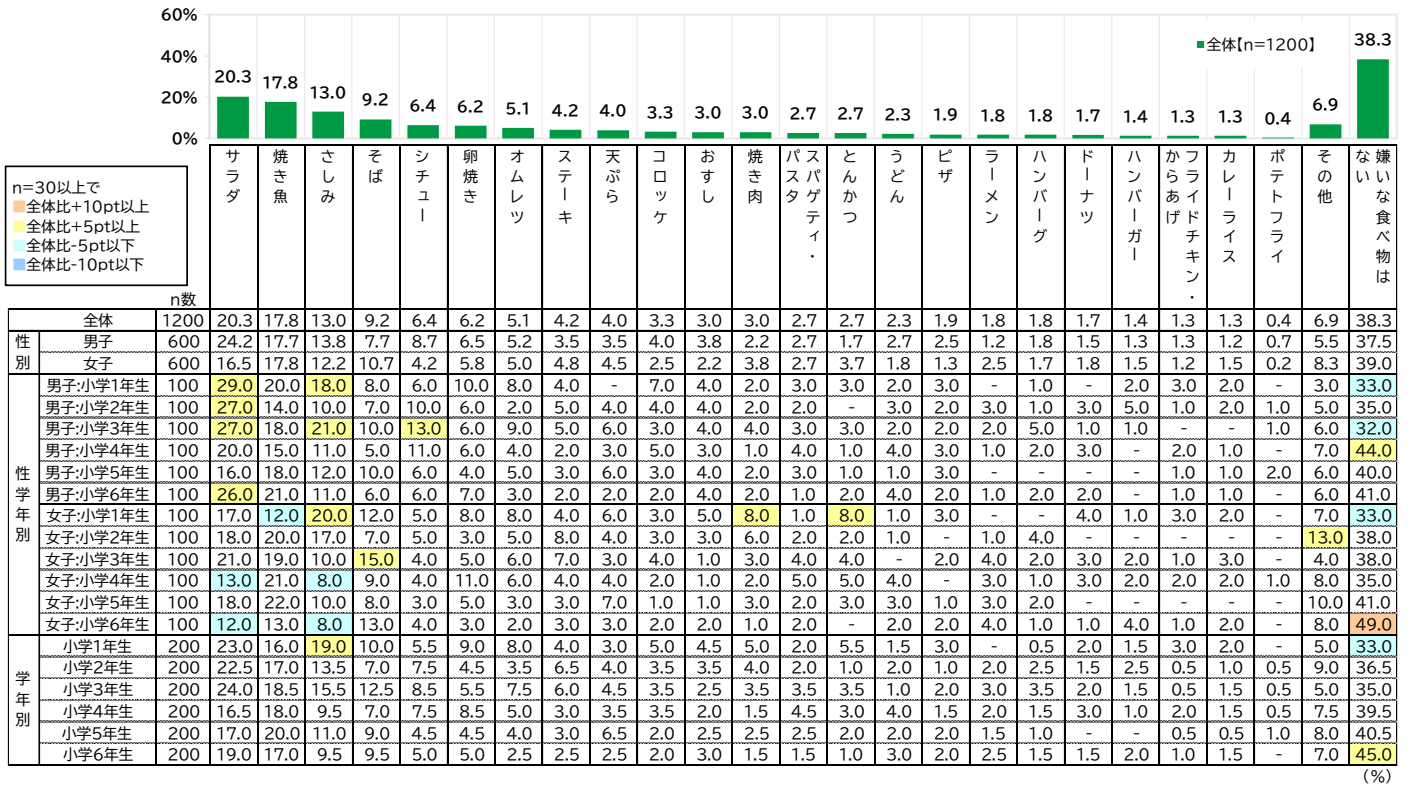 60%
40%
20%
0%
■全体【n=1200】
20.3 17.8 13.0 9.2 6.4 6.2 5.1 4.2 4.0 3.3 3.0 3.0 2.7 2.7 2.3 1.9 1.8 1.8 1.7 1.4 1.3 1.3 0.4 6.9 38.3
n=30以上で
■全体比+10pt以上
■全体比+5pt以上
■全体比-5pt以下
■全体比-10pt以下
n数
サラダ
焼き魚
さしみ
そば
シチュー
卵焼き
オムレツ
ステーキ
天ぷら
コロッケ
おすし
焼き肉
スパゲティ・
パスタ
とんかつ
うどん
ピザ
ラーメン
ハンバーグ
ドーナツ
ハンバーガー
フライドチキン・
からあげ
カレーライス
ポテトフライ
その他
嫌いな食べ物は
ない
全体 1200 20.3 17.8 13.0 9.2 6.4 6.2 5.1 4.2 4.0 3.3 3.0 3.0 2.7 2.7 2.3 1.9 1.8 1.8 1.7 1.4 1.3 1.3 0.4 6.9 38.3
性別
男子 600 24.2 17.7 13.8 7.7 8.7 6.5 5.2 3.5 3.5 4.0 3.8 2.2 2.7 1.7 2.7 2.5 1.2 1.8 1.5 1.3 1.3 1.2 0.7 5.5 37.5
女子 600 16.5 17.8 12.2 10.7 4.2 5.8 5.0 4.8 4.5 2.5 2.2 3.8 2.7 3.7 1.8 1.3 2.5 1.7 1.8 1.5 1.2 1.5 0.2 8.3 39.0
性学年別
男子:小学1年生 100 29.0 20.0 18.0 8.0 6.0 10.0 8.0 4.0 - 7.0 4.0 2.0 3.0 3.0 2.0 3.0 - 1.0 - 2.0 3.0 2.0 - 3.0 33.0
男子:小学2年生 100 27.0 14.0 10.0 7.0 10.0 6.0 2.0 5.0 4.0 4.0 4.0 2.0 2.0 - 3.0 2.0 3.0 1.0 3.0 5.0 1.0 2.0 1.0 5.0 35.0
男子:小学3年生 100 27.0 18.0 21.0 10.0 13.0 6.0 9.0 5.0 6.0 3.0 4.0 4.0 3.0 3.0 2.0 2.0 2.0 5.0 1.0 1.0 - - 1.0 6.0 32.0
男子:小学4年生 100 20.0 15.0 11.0 5.0 11.0 6.0 4.0 2.0 3.0 5.0 3.0 1.0 4.0 1.0 4.0 3.0 1.0 2.0 3.0 - 2.0 1.0 - 7.0 44.0
男子:小学5年生 100 16.0 18.0 12.0 10.0 6.0 4.0 5.0 3.0 6.0 3.0 4.0 2.0 3.0 1.0 1.0 3.0 - - - - 1.0 1.0 2.0 6.0 40.0
男子:小学6年生 100 26.0 21.0 11.0 6.0 6.0 7.0 3.0 2.0 2.0 2.0 4.0 2.0 1.0 2.0 4.0 2.0 1.0 2.0 2.0 - 1.0 1.0 - 6.0 41.0
女子:小学1年生 100 17.0 12.0 20.0 12.0 5.0 8.0 8.0 4.0 6.0 3.0 5.0 8.0 1.0 8.0 1.0 3.0 - - 4.0 1.0 3.0 2.0 - 7.0 33.0
女子:小学2年生 100 18.0 20.0 17.0 7.0 5.0 3.0 5.0 8.0 4.0 3.0 3.0 6.0 2.0 2.0 1.0 - 1.0 4.0 - - - - - 13.0 38.0
女子:小学3年生 100 21.0 19.0 10.0 15.0 4.0 5.0 6.0 7.0 3.0 4.0 1.0 3.0 4.0 4.0 - 2.0 4.0 2.0 3.0 2.0 1.0 3.0 - 4.0 38.0
女子:小学4年生 100 13.0 21.0 8.0 9.0 4.0 11.0 6.0 4.0 4.0 2.0 1.0 2.0 5.0 5.0 4.0 - 3.0 1.0 3.0 2.0 2.0 2.0 1.0 8.0 35.0
女子:小学5年生 100 18.0 22.0 10.0 8.0 3.0 5.0 3.0 3.0 7.0 1.0 1.0 3.0 2.0 3.0 3.0 1.0 3.0 2.0 - - - - - 10.0 41.0
女子:小学6年生 100 12.0 13.0 8.0 13.0 4.0 3.0 2.0 3.0 3.0 2.0 2.0 1.0 2.0 - 2.0 2.0 4.0 1.0 1.0 4.0 1.0 2.0 - 8.0 49.0
学年別
小学1年生 200 23.0 16.0 19.0 10.0 5.5 9.0 8.0 4.0 3.0 5.0 4.5 5.0 2.0 5.5 1.5 3.0 - 0.5 2.0 1.5 3.0 2.0 - 5.0 33.0
小学2年生 200 22.5 17.0 13.5 7.0 7.5 4.5 3.5 6.5 4.0 3.5 3.5 4.0 2.0 1.0 2.0 1.0 2.0 2.5 1.5 2.5 0.5 1.0 0.5 9.0 36.5
小学3年生 200 24.0 18.5 15.5 12.5 8.5 5.5 7.5 6.0 4.5 3.5 2.5 3.5 3.5 3.5 1.0 2.0 3.0 3.5 2.0 1.5 0.5 1.5 0.5 5.0 35.0
小学4年生 200 16.5 18.0 9.5 7.0 7.5 8.5 5.0 3.0 3.5 3.5 2.0 1.5 4.5 3.0 4.0 1.5 2.0 1.5 3.0 1.0 2.0 1.5 0.5 7.5 39.5
小学5年生 200 17.0 20.0 11.0 9.0 4.5 4.5 4.0 3.0 6.5 2.0 2.5 2.5 2.5 2.0 2.0 2.0 1.5 1.0 - - 0.5 0.5 1.0 8.0 40.5
小学6年生 200 19.0 17.0 9.5 9.5 5.0 5.0 2.5 2.5 2.5 2.0 3.0 1.5 1.5 1.0 3.0 2.0 2.5 1.5 1.5 2.0 1.0 1.5 - 7.0 45.0
(%)